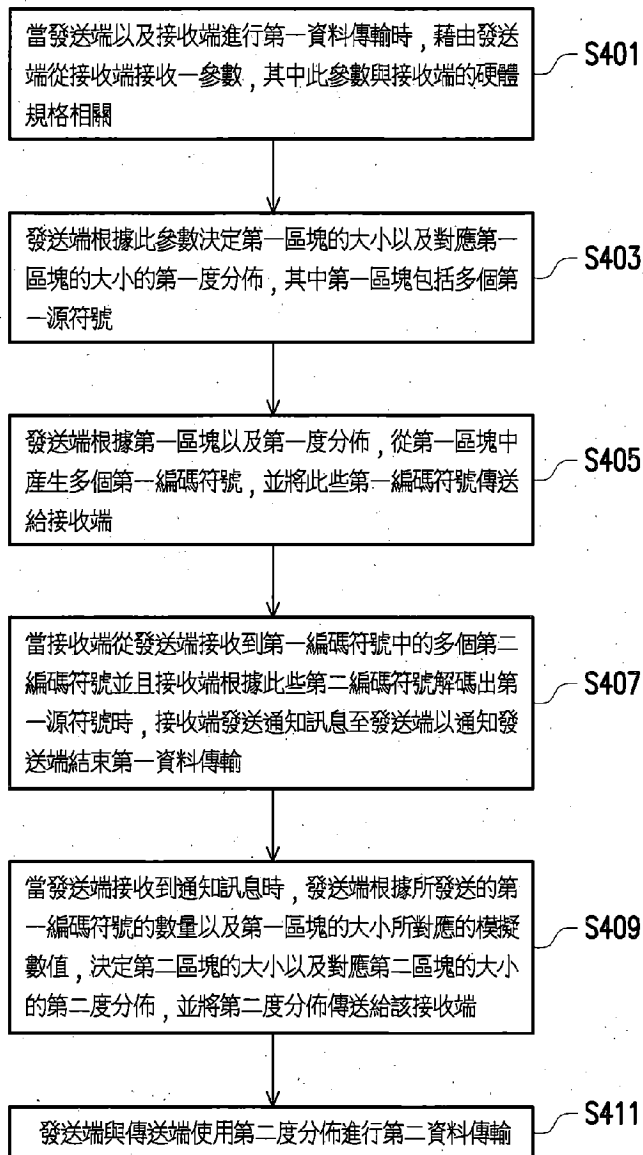 當發送端以及接收端進行第一資料傳輸時，藉由發送
端從接收端接收一參數，其中此參數與接收端的硬體
規格相關
S401
發送端根據此參數決定第一區塊的大小以及對應第一
區塊的大小的第一度分佈，其中第一區塊包括多個第
一源符號
S403
發送端根據第一區塊以及第一度分佈，從第一區塊中
産生多個第一編碼符號，並將此些第一編碼符號傳送
給接收端
S405
當接收端從發送端接收到第一編碼符號中的多個第二
編碼符號並且接收端根據此些第二編碼符號解碼出第
一源符號時，接收端發送通知訊息至發送端以通知發
送端結束第一資料傳輸
S407
當發送端接收到通知訊息時，發送端根據所發送的第
一編碼符號的數量以及第一區塊的大小所對應的模擬
數值，決定第二區塊的大小以及對應第二區塊的大小
的第二度分佈，並將第二度分佈傳送給該接收端
S409
發送端與傳送端使用第二度分佈進行第二資料傳輸
S411